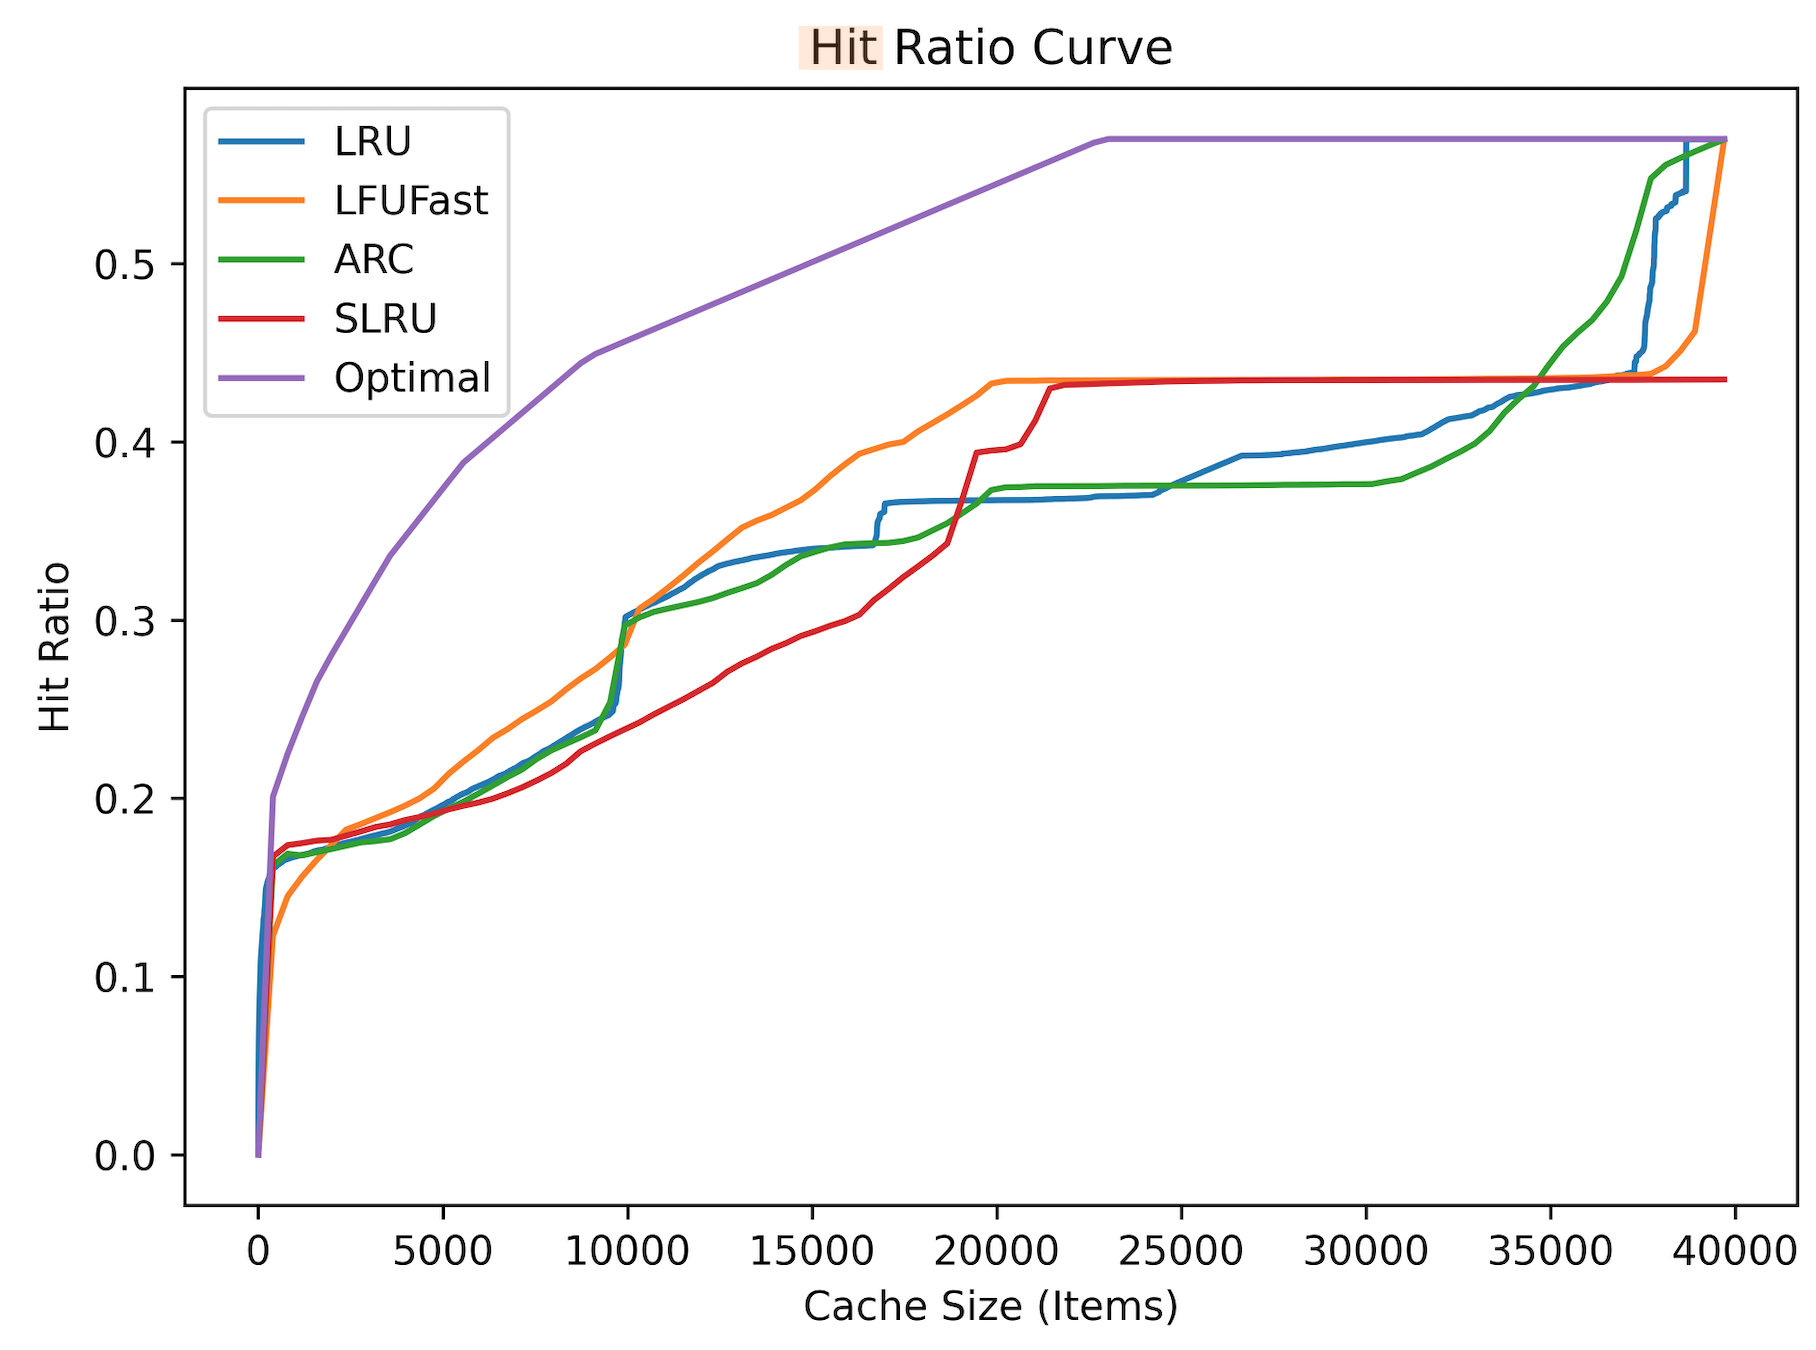 Hit Ratio Curve
LRU
LFUFast
ARC
SLRU
Optimal
Hit Ratio
0.5
0.4
0.3
0.2
0.1
0.0
0 5000 10000 15000 20000 25000 30000 35000 40000
Cache Size (Items)